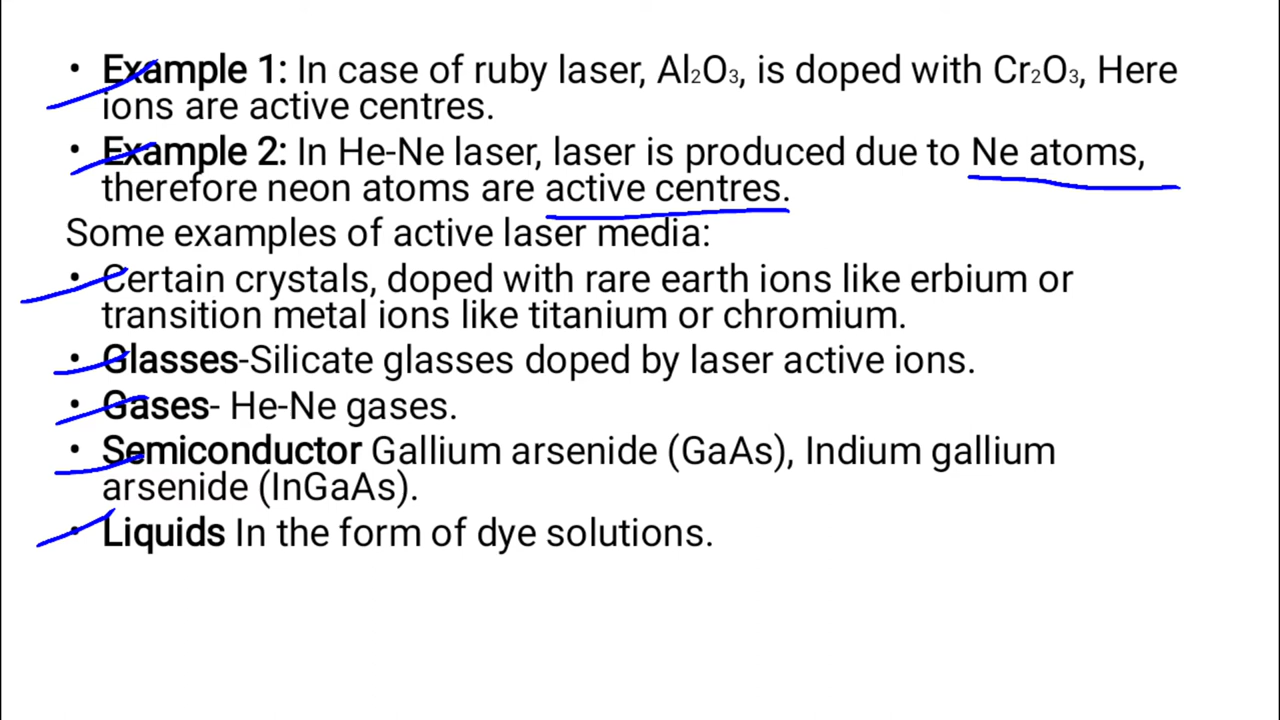 • Example 1: In case of ruby laser, Al₂O₃, is doped with Cr₂O₃, Here
ions are active centres.
• Example 2: In He-Ne laser, laser is produced due to Ne atoms,
therefore neon atoms are active centres.
Some examples of active laser media:
• Certain crystals, doped with rare earth ions like erbium or
transition metal ions like titanium or chromium.
• Glasses-Silicate glasses doped by laser active ions.
• Gases- He-Ne gases.
• Semiconductor Gallium arsenide (GaAs), Indium gallium
arsenide (InGaAs).
• Liquids In the form of dye solutions.